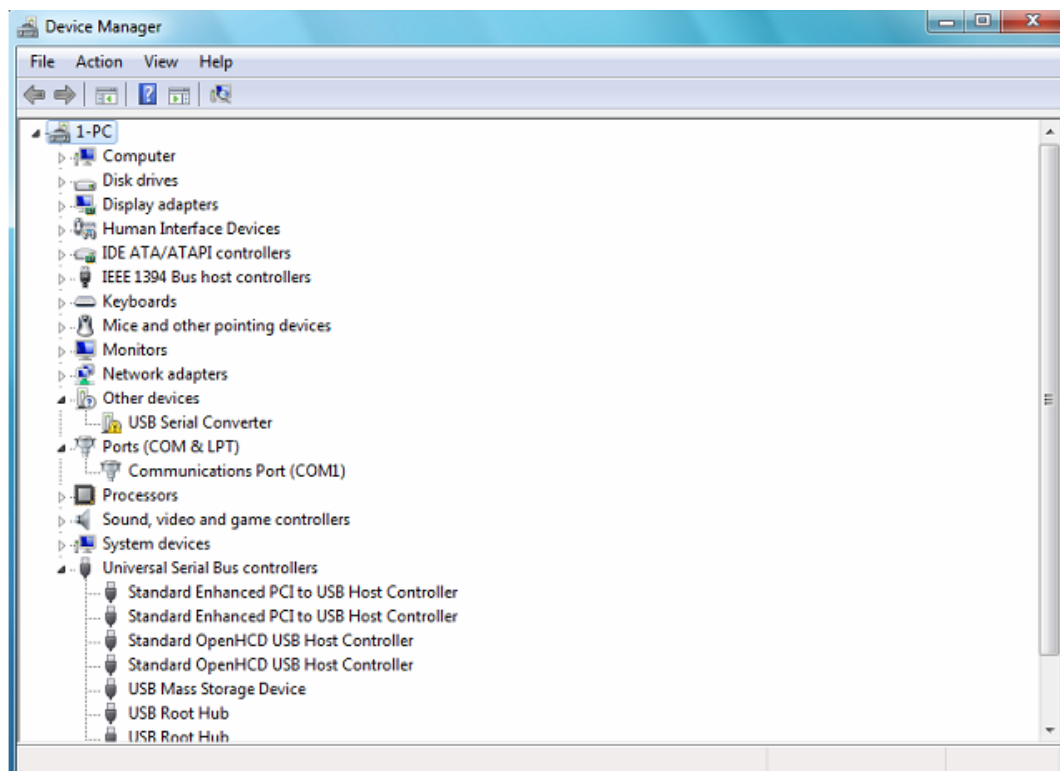 Device Manager
File Action View Help
1-PC
Computer
Disk drives
Display adapters
Human Interface Devices
IDE ATA/ATAPI controllers
IEEE 1394 Bus host controllers
Keyboards
Mice and other pointing devices
Monitors
Network adapters
Other devices
USB Serial Converter
Ports (COM & LPT)
Communications Port (COM1)
Processors
Sound, video and game controllers
System devices
Universal Serial Bus controllers
Standard Enhanced PCI to USB Host Controller
Standard Enhanced PCI to USB Host Controller
Standard OpenHCD USB Host Controller
Standard OpenHCD USB Host Controller
USB Mass Storage Device
USB Root Hub
USB Root Hub